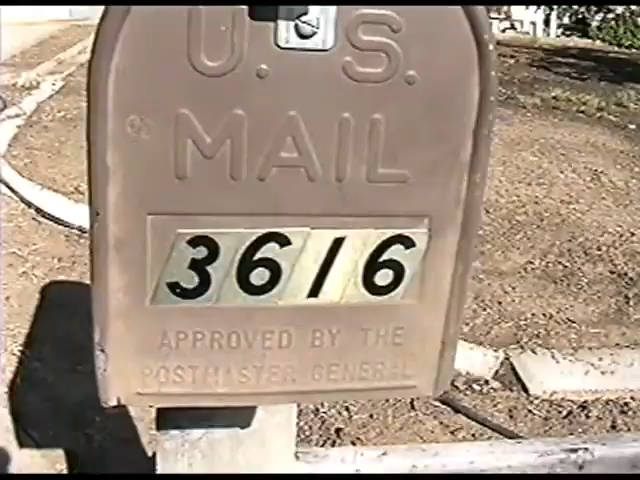 U.S.
MAIL
3616
APPROVED BY THE
POSTMASTER GENERAL